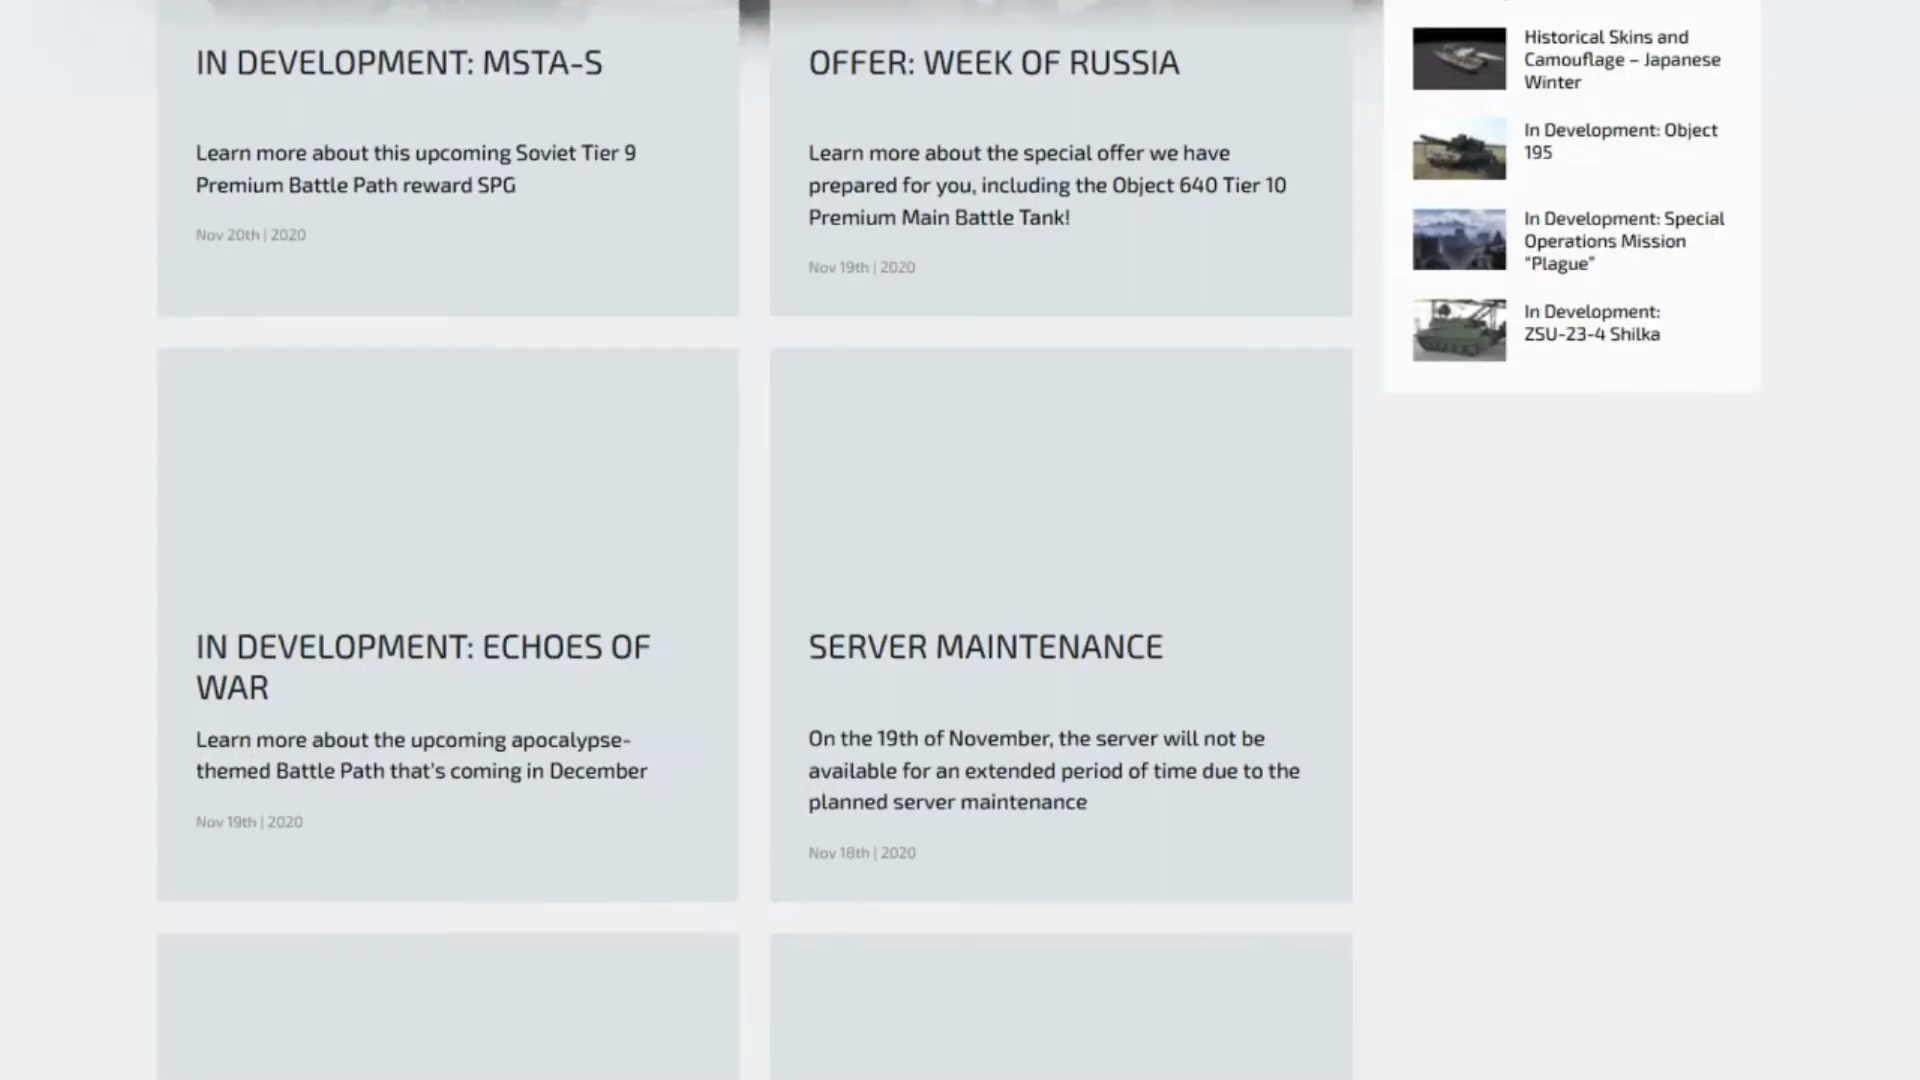 IN DEVELOPMENT: MSTA-S
Learn more about this upcoming Soviet Tier 9
Premium Battle Path reward SPG
Nov 20th | 2020
OFFER: WEEK OF RUSSIA
Learn more about the special offer we have
prepared for you, including the Object 640 Tier 10
Premium Main Battle Tank!
Nov 19th | 2020
IN DEVELOPMENT: ECHOES OF
WAR
Learn more about the upcoming apocalypse-
themed Battle Path that's coming in December
Nov 19th | 2020
SERVER MAINTENANCE
On the 19th of November, the server will not be
available for an extended period of time due to the
planned server maintenance
Nov 18th | 2020
Historical Skins and
Camouflage – Japanese
Winter
In Development: Object
195
In Development: Special
Operations Mission
"Plague"
In Development:
ZSU-23-4 Shilka